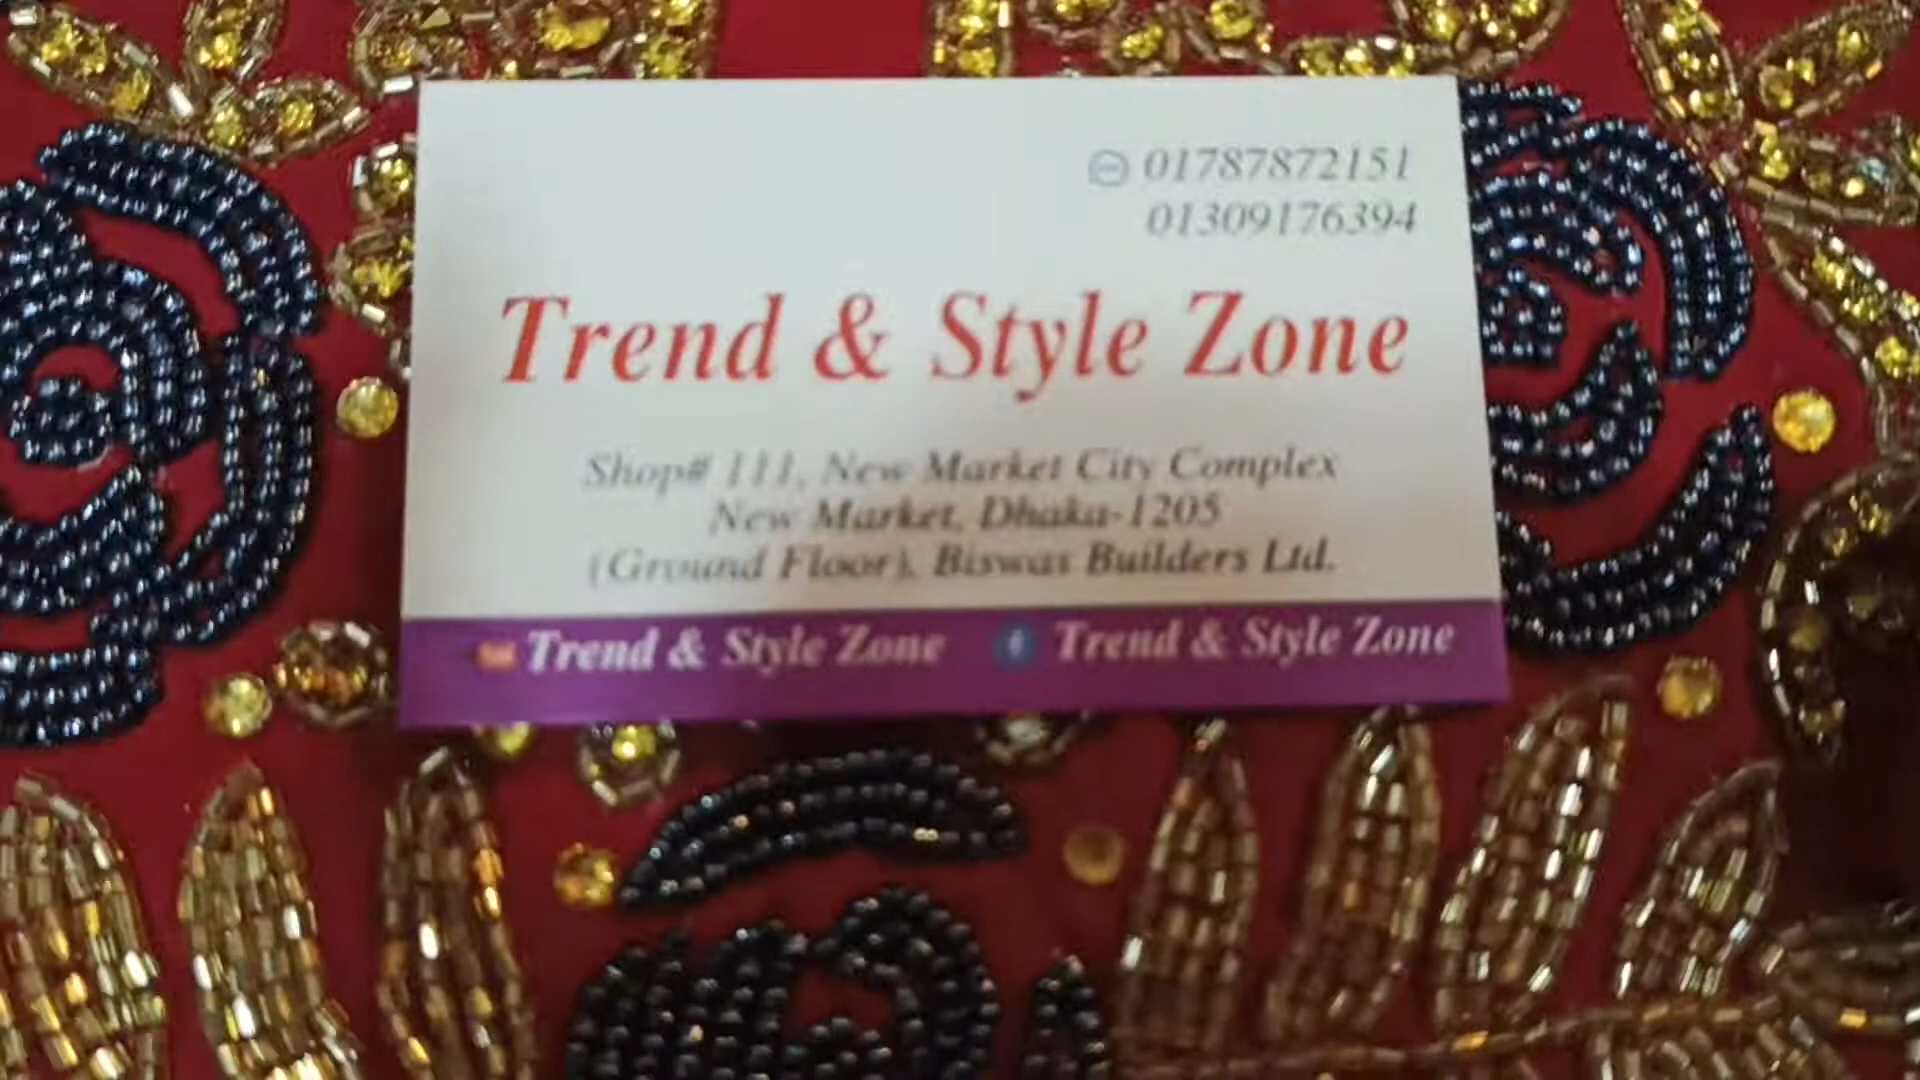 01787872151
01309176394
Trend & Style Zone
Shop# 111, New Market City Complex
New Market, Dhaka-1205
(Ground Floor), Biswas Builders Ltd.
Trend & Style Zone Trend & Style Zone